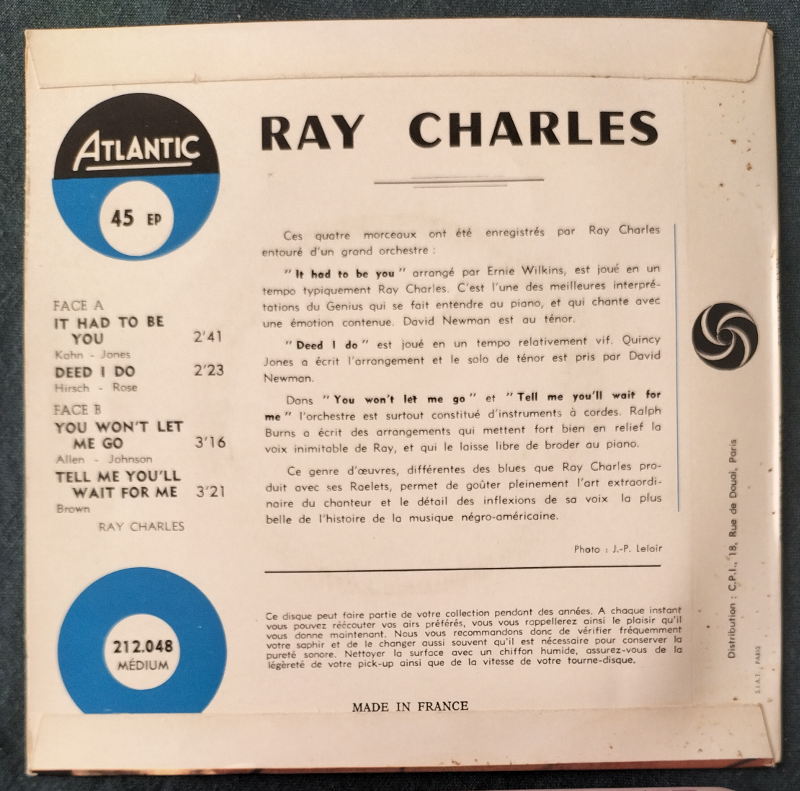 ATLANTIC
45 EP
RAY CHARLES
FACE A
IT HAD TO BE
YOU 2'41
Kahn - Jones
DEED I DO 2'23
Hirsch - Rose
FACE B
YOU WON'T LET
ME GO 3'16
Allen - Johnson
TELL ME YOU'LL
WAIT FOR ME 3'21
Brown
RAY CHARLES
212.048
MÉDIUM
Ces quatre morceaux ont été enregistrés par Ray Charles
entouré d'un grand orchestre :
"It had to be you" arrangé par Ernie Wilkins, est joué en un
tempo typiquement Ray Charles. C'est l'une des meilleures interpré-
tations du Genius qui se fait entendre au piano, et qui chante avec
une émotion contenue. David Newman est au ténor.
"Deed I do" est joué en un tempo relativement vif. Quincy
Jones a écrit l'arrangement et le solo de ténor est pris par David
Newman.
Dans "You won't let me go" et "Tell me you'll wait for
me" l'orchestre est surtout constitué d'instruments à cordes. Ralph
Burns a écrit des arrangements qui mettent fort bien en relief la
voix inimitable de Ray, et qui le laisse libre de broder au piano.
Ce genre d'œuvres, différentes des blues que Ray Charles pro-
duit avec ses Raelets, permet de goûter pleinement l'art extraordi-
naire du chanteur et le détail des inflexions de sa voix la plus
belle de l'histoire de la musique négro-américaine.
Photo : J.-P. Leloir
Ce disque peut faire partie de votre collection pendant des années. A chaque instant
vous pouvez réécouter vos airs préférés, vous vous rappellerez ainsi le plaisir qu'il
vous donne maintenant. Nous vous recommandons donc de vérifier fréquemment
votre saphir et de le changer aussi souvent qu'il est nécessaire pour conserver la
pureté sonore. Nettoyer la surface avec un chiffon humide, assurez-vous de la
légèreté de votre pick-up ainsi que de la vitesse de votre tourne-disque.
MADE IN FRANCE
Distribution : C.P.I., 18, Rue de Douai, Paris
S.I.A.T., PARIS